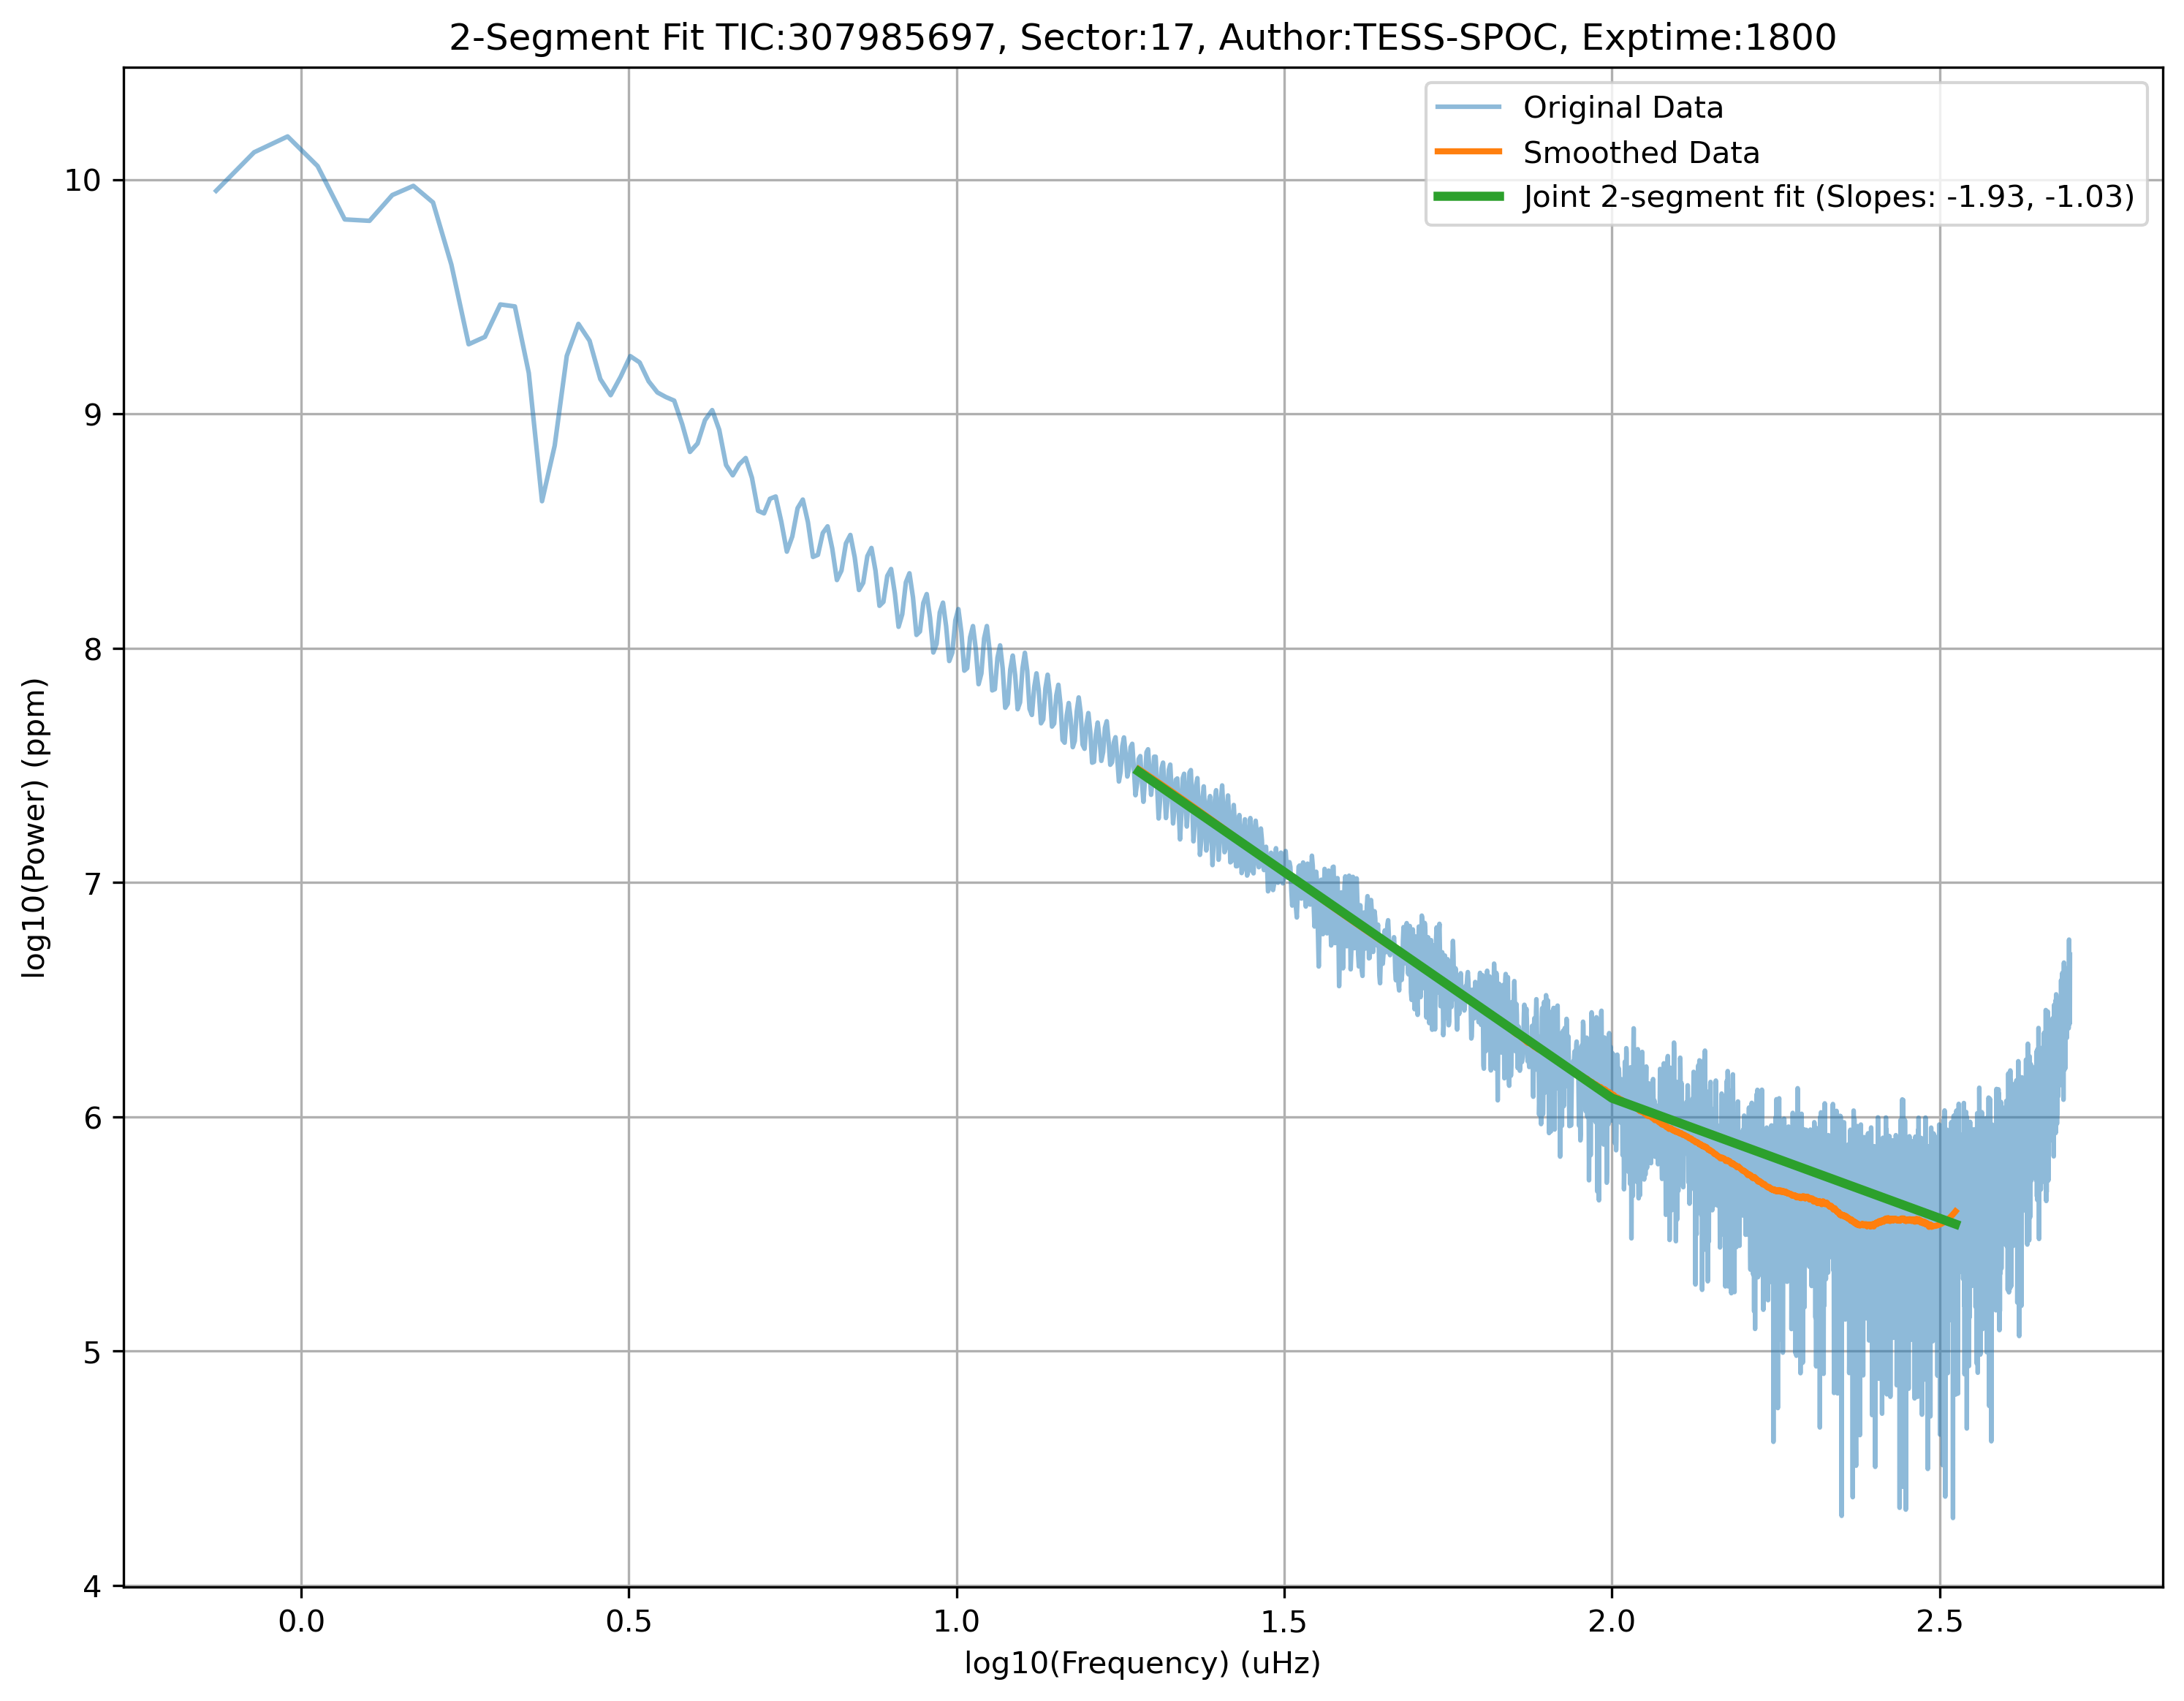 2-Segment Fit TIC:307985697, Sector:17, Author:TESS-SPOC, Exptime:1800
Original Data
Smoothed Data
Joint 2-segment fit (Slopes: -1.93, -1.03)
log10(Power) (ppm)
10
9
8
7
6
5
4
0.0 0.5 1.0 1.5 2.0 2.5
log10(Frequency) (uHz)